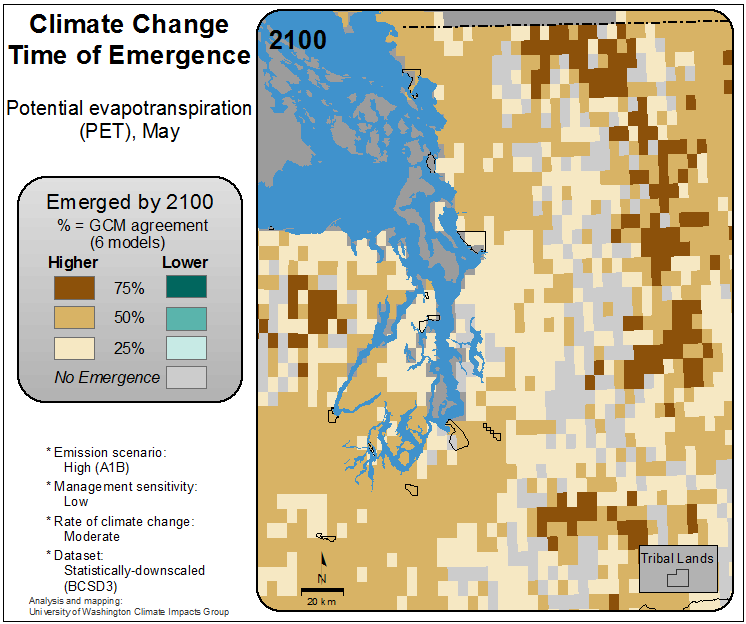 Climate Change
Time of Emergence
Potential evapotranspiration
(PET), May
Emerged by 2100
% = GCM agreement
(6 models)
Higher Lower
75%
50%
25%
No Emergence
* Emission scenario:
High (A1B)
* Management sensitivity:
Low
* Rate of climate change:
Moderate
* Dataset:
Statistically-downscaled
(BCSD3)
Analysis and mapping:
University of Washington Climate Impacts Group
2100
N
20 km
Tribal Lands